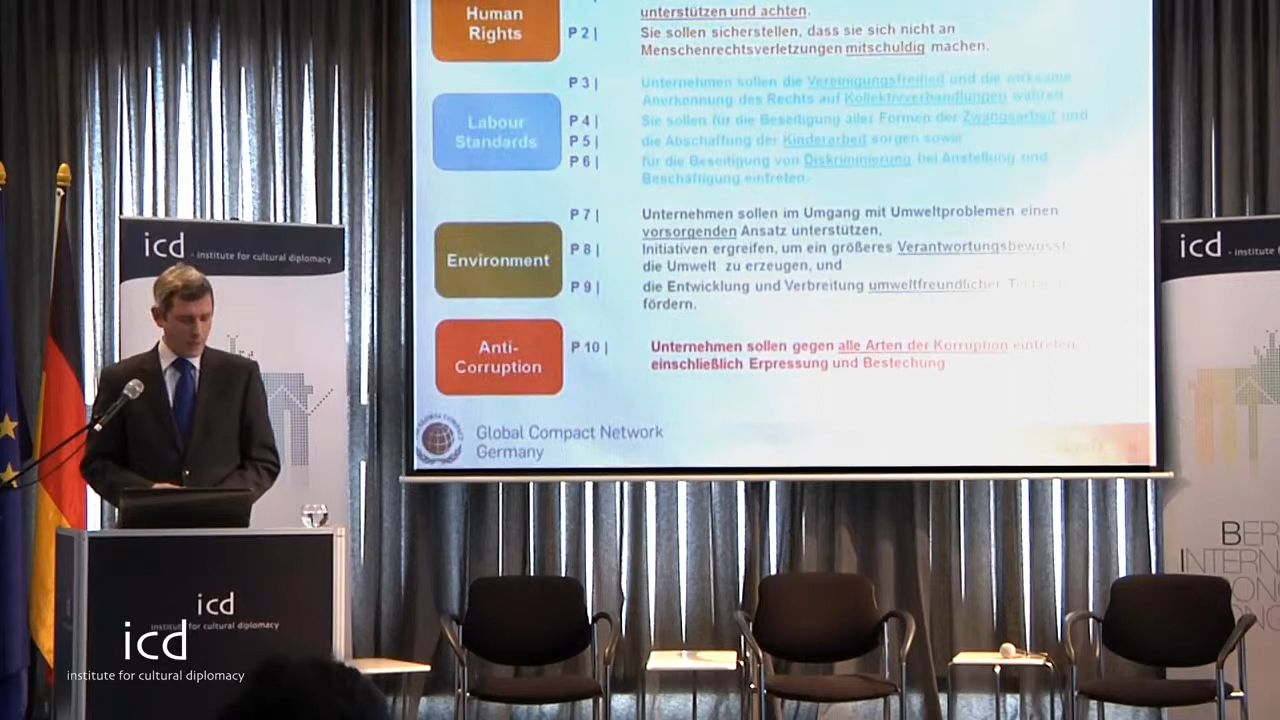 Human
Rights
unterstützen und achten.
P 2 |
Sie sollen sicherstellen, dass sie sich nicht an
Menschenrechtsverletzungen mitschuldig machen.
Labour
Standards
P 3 |
Unternehmen sollen die Vereinigungsfreiheit und die wirksame
Anerkennung des Rechts auf Kollektivverhandlungen wahren
P 4 |
Sie sollen für die Beseitigung aller Formen der Zwangsarbeit und
P 5 |
die Abschaffung der Kinderarbeit sorgen sowie
P 6 |
für die Beseitigung von Diskriminierung bei Anstellung und
Beschäftigung eintreten.
Environment
P 7 |
Unternehmen sollen im Umgang mit Umweltproblemen einen
vorsorgenden Ansatz unterstützen,
P 8 |
Initiativen ergreifen, um ein größeres Verantwortungsbewusst
die Umwelt zu erzeugen, und
P 9 |
die Entwicklung und Verbreitung umweltfreundlicher
fördern.
Anti-
Corruption
P 10 |
Unternehmen sollen gegen alle Arten der Korruption eintreten
einschließlich Erpressung und Bestechung
Global Compact Network
Germany
icd - institute for cultural diplomacy
icd - institute f
BER
INTERN
icd
institute for cultural diplomacy
icd
institute for cultural diplomacy